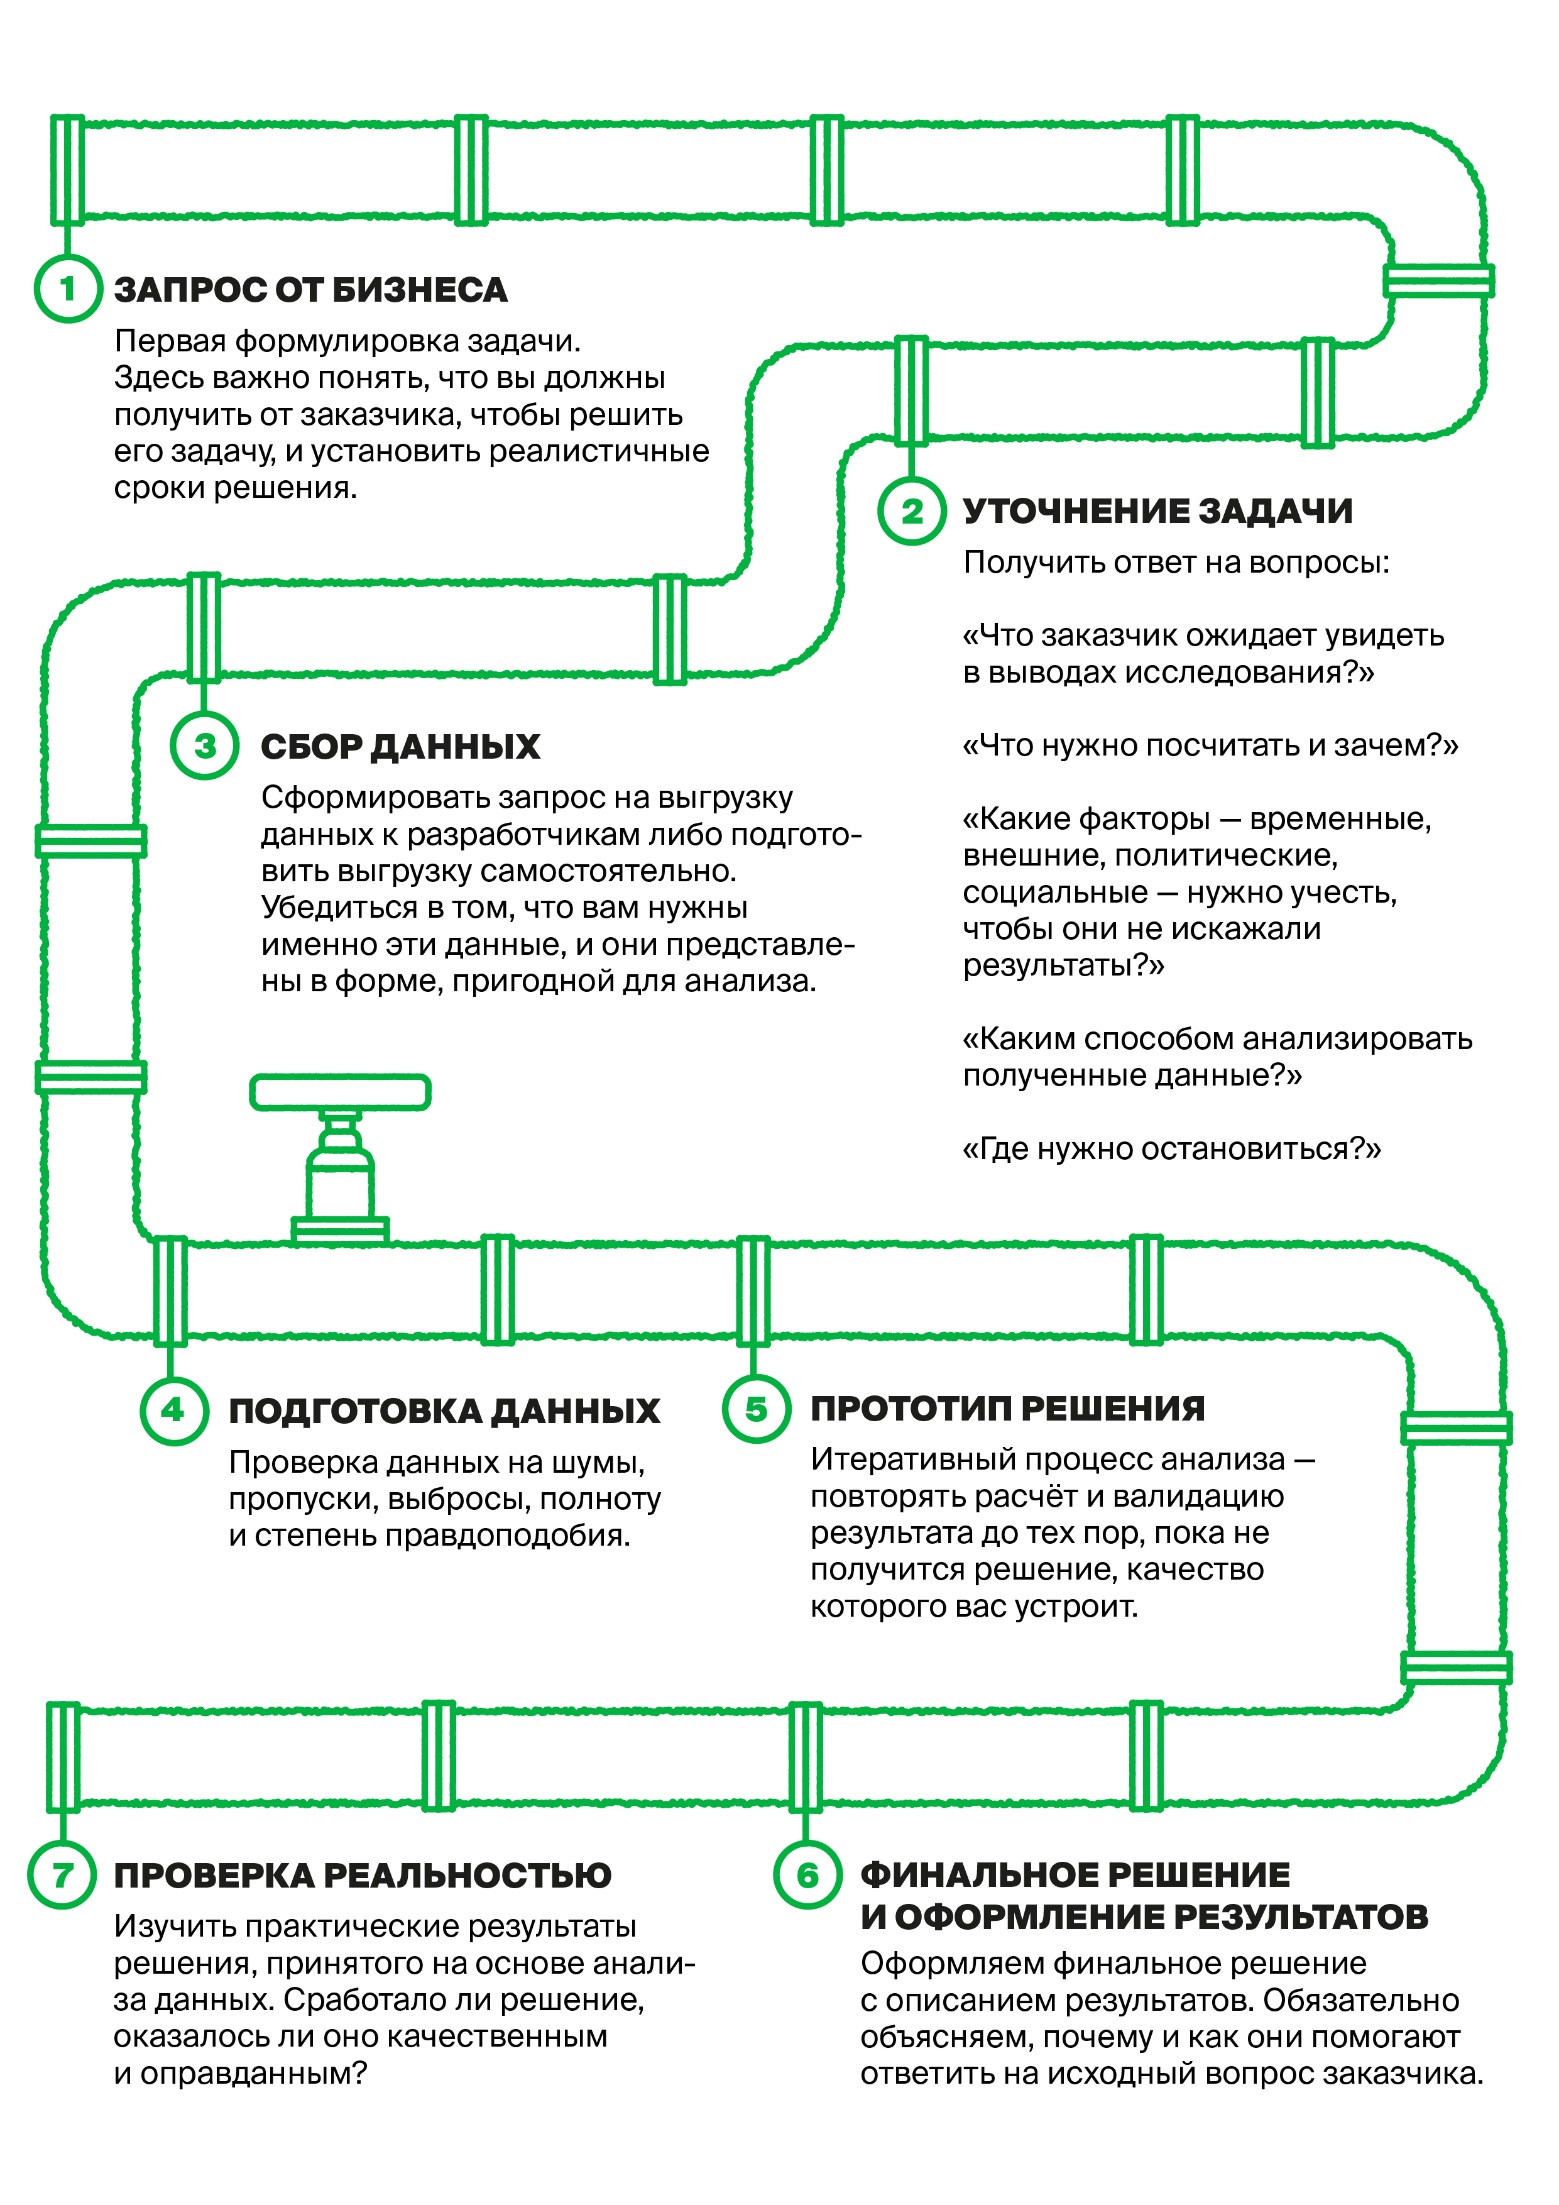 1
ЗАПРОС ОТ БИЗНЕСА
Первая формулировка задачи.
Здесь важно понять, что вы должны
получить от заказчика, чтобы решить
его задачу, и установить реалистичные
сроки решения.
2
УТОЧНЕНИЕ ЗАДАЧИ
Получить ответ на вопросы:
«Что заказчик ожидает увидеть
в выводах исследования?»
«Что нужно посчитать и зачем?»
«Какие факторы — временные,
внешние, политические,
социальные — нужно учесть,
чтобы они не искажали
результаты?»
«Каким способом анализировать
полученные данные?»
«Где нужно остановиться?»
3
СБОР ДАННЫХ
Сформировать запрос на выгрузку
данных к разработчикам либо подгото-
вить выгрузку самостоятельно.
Убедиться в том, что вам нужны
именно эти данные, и они представле-
ны в форме, пригодной для анализа.
4
ПОДГОТОВКА ДАННЫХ
Проверка данных на шумы,
пропуски, выбросы, полноту
и степень правдоподобия.
5
ПРОТОТИП РЕШЕНИЯ
Итеративный процесс анализа —
повторять расчёт и валидацию
результата до тех пор, пока не
получится решение, качество
которого вас устроит.
6
ФИНАЛЬНОЕ РЕШЕНИЕ
И ОФОРМЛЕНИЕ РЕЗУЛЬТАТОВ
Оформляем финальное решение
с описанием результатов. Обязательно
объясняем, почему и как они помогают
ответить на исходный вопрос заказчика.
7
ПРОВЕРКА РЕАЛЬНОСТЬЮ
Изучить практические результаты
решения, принятого на основе анали-
за данных. Сработало ли решение,
оказалось ли оно качественным
и оправданным?